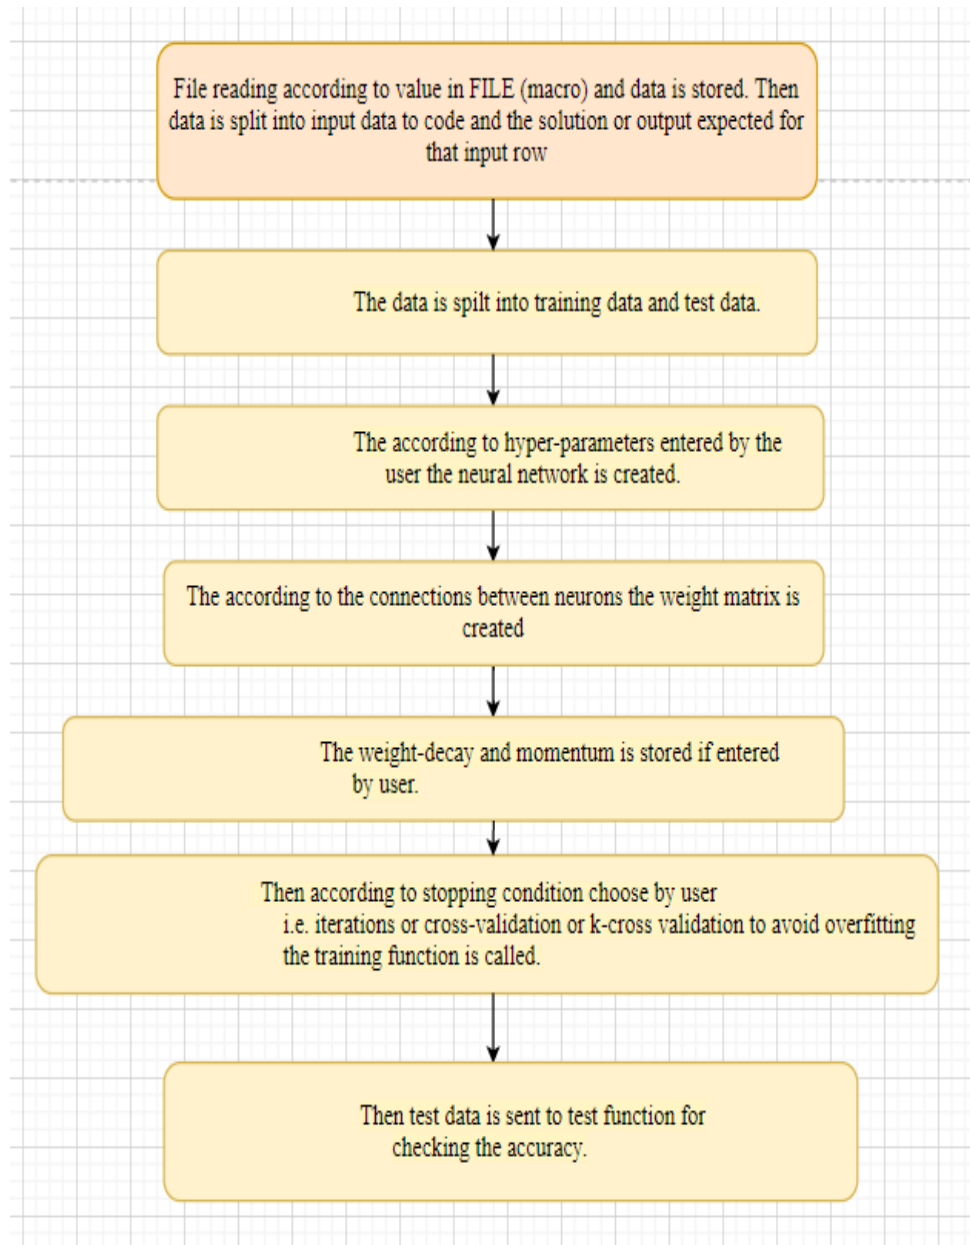 File reading according to value in FILE (macro) and data is stored. Then
data is split into input data to code and the solution or output expected for
that input row
The data is spilt into training data and test data.
The according to hyper-parameters entered by the
user the neural network is created.
The according to the connections between neurons the weight matrix is
created
The weight-decay and momentum is stored if entered
by user.
Then according to stopping condition choose by user
i.e. iterations or cross-validation or k-cross validation to avoid overfitting
the training function is called.
Then test data is sent to test function for
checking the accuracy.